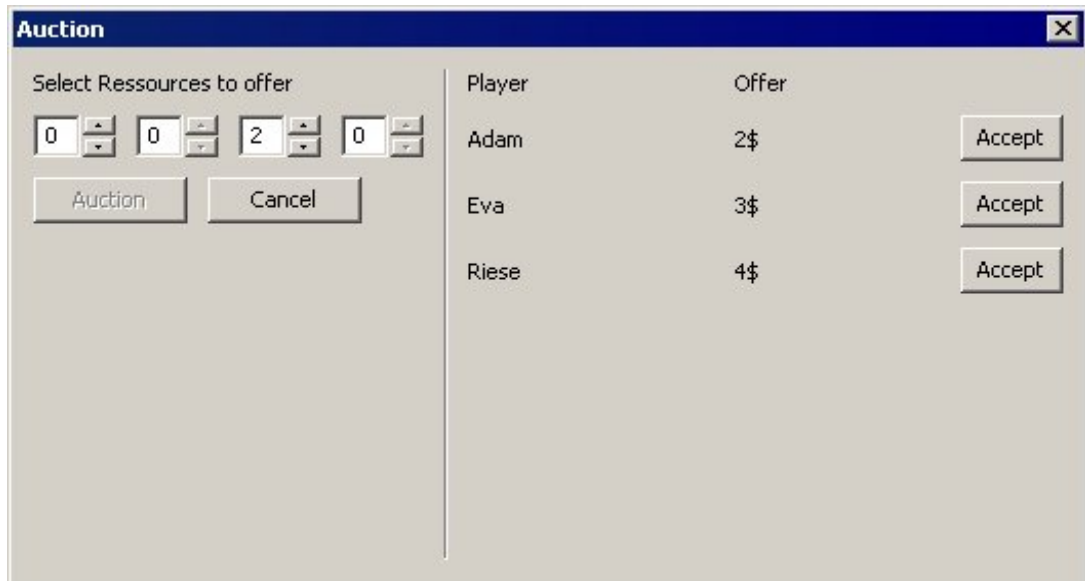 Auction
Select Ressources to offer
0 0 2 0
Auction Cancel
Player Offer
Adam 2$ Accept
Eva 3$ Accept
Riese 4$ Accept